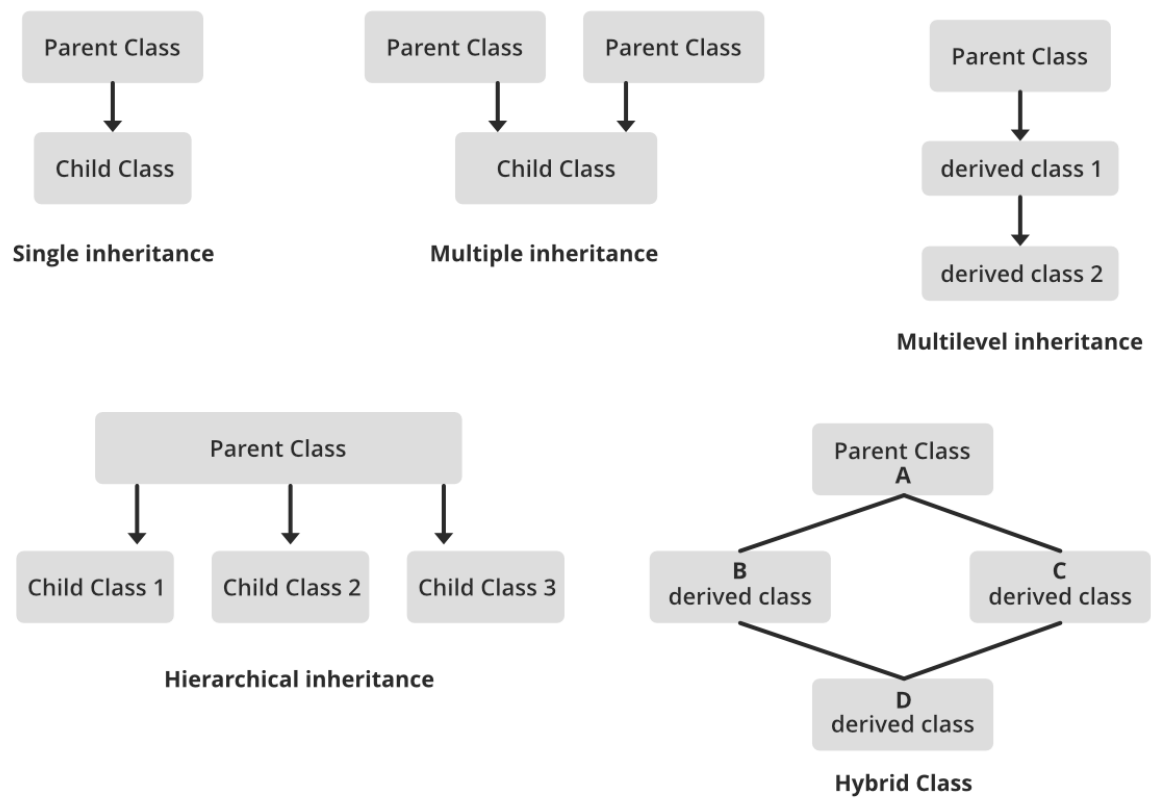 Parent Class
Child Class
Single inheritance
Parent Class
Parent Class
Child Class
Multiple inheritance
Parent Class
derived class 1
derived class 2
Multilevel inheritance
Parent Class
Child Class 1
Child Class 2
Child Class 3
Hierarchical inheritance
Parent Class
A
B
derived class
C
derived class
D
derived class
Hybrid Class